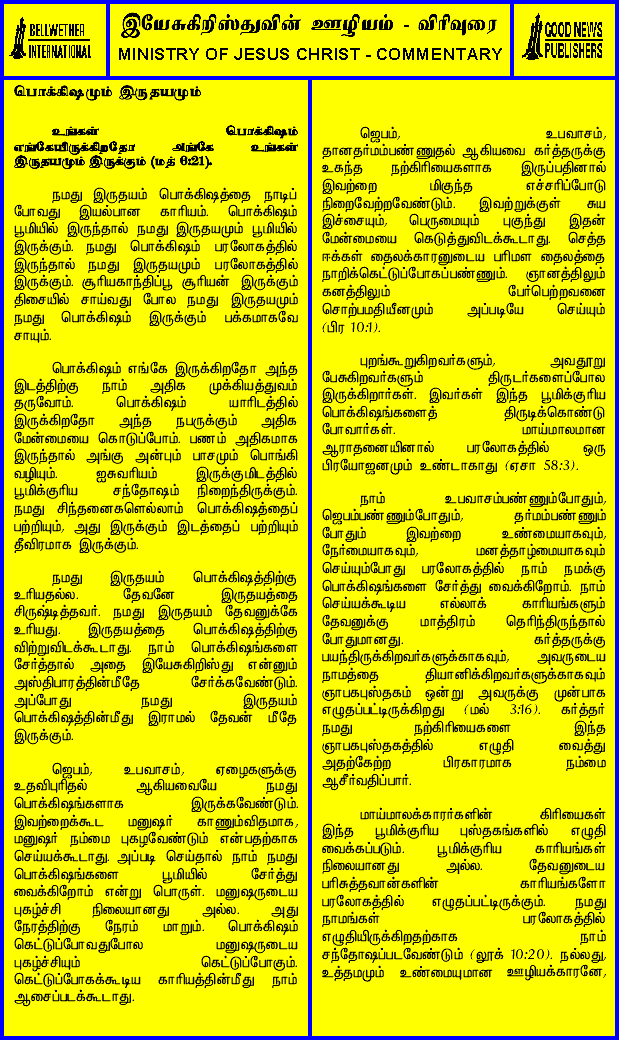 BELLWETHER
INTERNATIONAL
இயேசுகிறிஸ்துவின் ஊழியம் - விரிவுரை
MINISTRY OF JESUS CHRIST - COMMENTARY
GOOD NEWS
PUBLISHERS
பொக்கிஷமும் இருதயமும்
உங்கள் பொக்கிஷம்
எங்கேயிருக்கிறதோ அங்கே உங்கள்
இருதயமும் இருக்கும் (மத் 6:21).
நமது இருதயம் பொக்கிஷத்தை நாடிப்
போவது இயல்பான காரியம். பொக்கிஷம்
பூமியில் இருந்தால் நமது இருதயமும் பூமியில்
இருக்கும். நமது பொக்கிஷம் பரலோகத்தில்
இருந்தால் நமது இருதயமும் பரலோகத்தில்
இருக்கும். சூரியகாந்திப்பூ சூரியன் இருக்கும்
திசையில் சாய்வது போல நமது இருதயமும்
நமது பொக்கிஷம் இருக்கும் பக்கமாகவே
சாயும்.
பொக்கிஷம் எங்கே இருக்கிறதோ அந்த
இடத்திற்கு நாம் அதிக முக்கியத்துவம்
தருவோம். பொக்கிஷம் யாரிடத்தில்
இருக்கிறதோ அந்த நபருக்கும் அதிக
மேன்மையை கொடுப்போம். பணம் அதிகமாக
இருந்தால் அங்கு அன்பும் பாசமும் பொங்கி
வழியும். ஐசுவரியம் இருக்குமிடத்தில்
பூமிக்குரிய சந்தோஷம் நிறைந்திருக்கும்.
நமது சிந்தனைகளெல்லாம் பொக்கிஷத்தைப்
பற்றியும், அது இருக்கும் இடத்தைப் பற்றியும்
தீவிரமாக இருக்கும்.
நமது இருதயம் பொக்கிஷத்திற்கு
உரியதல்ல. தேவனே இருதயத்தை
சிருஷ்டித்தவர். நமது இருதயம் தேவனுக்கே
உரியது. இருதயத்தை பொக்கிஷத்திற்கு
விற்றுவிடக்கூடாது. நாம் பொக்கிஷங்களை
சேர்த்தால் அதை இயேசுகிறிஸ்து என்னும்
அஸ்திபாரத்தின்மீதே சேர்க்கவேண்டும்.
அப்போது நமது இருதயம்
பொக்கிஷத்தின்மீது இராமல் தேவன் மீதே
இருக்கும்.
ஜெபம், உபவாசம், ஏழைகளுக்கு
உதவிபுரிதல் ஆகியவையே நமது
பொக்கிஷங்களாக இருக்கவேண்டும்.
இவற்றைக்கூட மனுஷர் காணும்விதமாக,
மனுஷர் நம்மை புகழவேண்டும் என்பதற்காக
செய்யக்கூடாது. அப்படி செய்தால் நாம் நமது
பொக்கிஷங்களை பூமியில் சேர்த்து
வைக்கிறோம் என்று பொருள். மனுஷருடைய
புகழ்ச்சி நிலையானது அல்ல. அது
நேரத்திற்கு நேரம் மாறும். பொக்கிஷம்
கெட்டுப்போவதுபோல மனுஷருடைய
புகழ்ச்சியும் கெட்டுப்போகும்.
கெட்டுப்போகக்கூடிய காரியத்தின்மீது நாம்
ஆசைப்படக்கூடாது.
ஜெபம், உபவாசம்,
தானதர்மம்பண்ணுதல் ஆகியவை கர்த்தருக்கு
உகந்த நற்கிரியைகளாக இருப்பதினால்
இவற்றை மிகுந்த எச்சரிப்போடு
நிறைவேற்றவேண்டும். இவற்றுக்குள் சுய
இச்சையும், பெருமையும் புகுந்து இதன்
மேன்மையை கெடுத்துவிடக்கூடாது. செத்த
ஈக்கள் தைலக்காரனுடைய பரிமள தைலத்தை
நாறிக்கெட்டுப்போகப்பண்ணும். ஞானத்திலும்
கனத்திலும் பேர்பெற்றவனை
சொற்பமதியீனமும் அப்படியே செய்யும்
(பிர 10:1).
புறங்கூறுகிறவர்களும், அவதூறு
பேசுகிறவர்களும் திருடர்களைப்போல
இருக்கிறார்கள். இவர்கள் இந்த பூமிக்குரிய
பொக்கிஷங்களைத் திருடிக்கொண்டு
போவார்கள். மாய்மாலமான
ஆராதனையினால் பரலோகத்தில் ஒரு
பிரயோஜனமும் உண்டாகாது (ஏசா 58:3).
நாம் உபவாசம்பண்ணும்போதும்,
ஜெபம்பண்ணும்போதும், தர்மம்பண்ணும்
போதும் இவற்றை உண்மையாகவும்,
நேர்மையாகவும், மனத்தாழ்மையாகவும்
செய்யும்போது பரலோகத்தில் நாம் நமக்கு
பொக்கிஷங்களை சேர்த்து வைக்கிறோம். நாம்
செய்யக்கூடிய எல்லாக் காரியங்களும்
தேவனுக்கு மாத்திரம் தெரிந்திருந்தால்
போதுமானது. கர்த்தருக்கு
பயந்திருக்கிறவர்களுக்காகவும், அவருடைய
நாமத்தை தியானிக்கிறவர்களுக்காகவும்
ஞாபகபுஸ்தகம் ஒன்று அவருக்கு முன்பாக
எழுதப்பட்டிருக்கிறது (மல் 3:16). கர்த்தர்
நமது நற்கிரியைகளை இந்த
ஞாபகபுஸ்தகத்தில் எழுதி வைத்து
அதற்கேற்ற பிரகாரமாக நம்மை
ஆசீர்வதிப்பார்.
மாய்மாலக்காரர்களின் கிரியைகள்
இந்த பூமிக்குரிய புஸ்தகங்களில் எழுதி
வைக்கப்படும். பூமிக்குரிய காரியங்கள்
நிலையானது அல்ல. தேவனுடைய
பரிசுத்தவான்களின் காரியங்களோ
பரலோகத்தில் எழுதப்பட்டிருக்கும். நமது
நாமங்கள் பரலோகத்தில்
எழுதியிருக்கிறதற்காக நாம்
சந்தோஷப்படவேண்டும் (லூக் 10:20). நல்லது,
உத்தமமும் உண்மையுமான ஊழியக்காரனே,